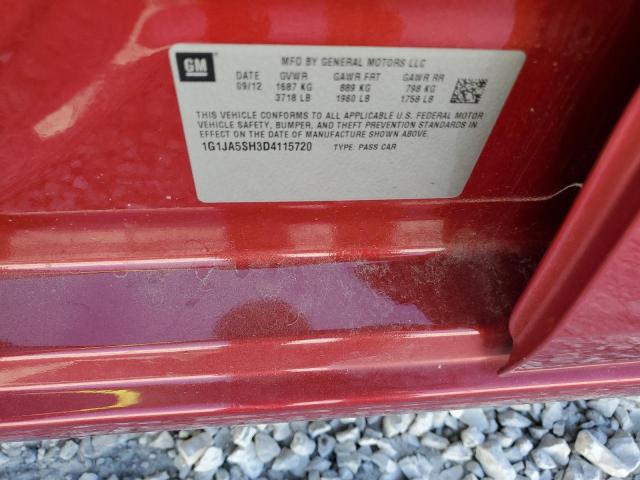 GM
MFD BY GENERAL MOTORS LLC
DATE GVWR GAWR FRT GAWR RR
09/12 1687 KG 889 KG 798 KG
3718 LB 1960 LB 1758 LB
THIS VEHICLE CONFORMS TO ALL APPLICABLE U.S. FEDERAL MOTOR
VEHICLE SAFETY, BUMPER, AND THEFT PREVENTION STANDARDS IN
EFFECT ON THE DATE OF MANUFACTURE SHOWN ABOVE.
1G1JA5SH3D4115720 TYPE: PASS CAR